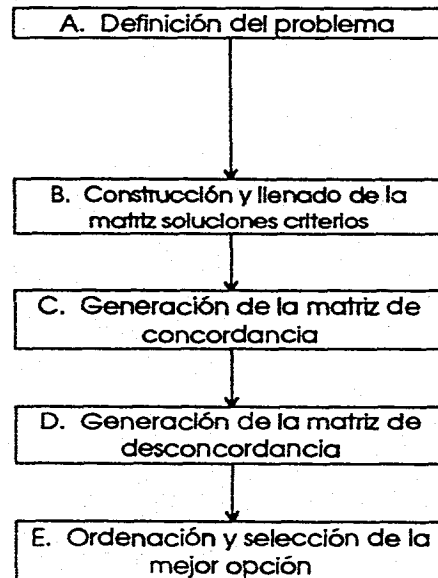 A. Definición del problema
B. Construcción y llenado de la
matriz soluciones criterios
C. Generación de la matriz de
concordancia
D. Generación de la matriz de
desconcordancia
E. Ordenación y selección de la
mejor opción